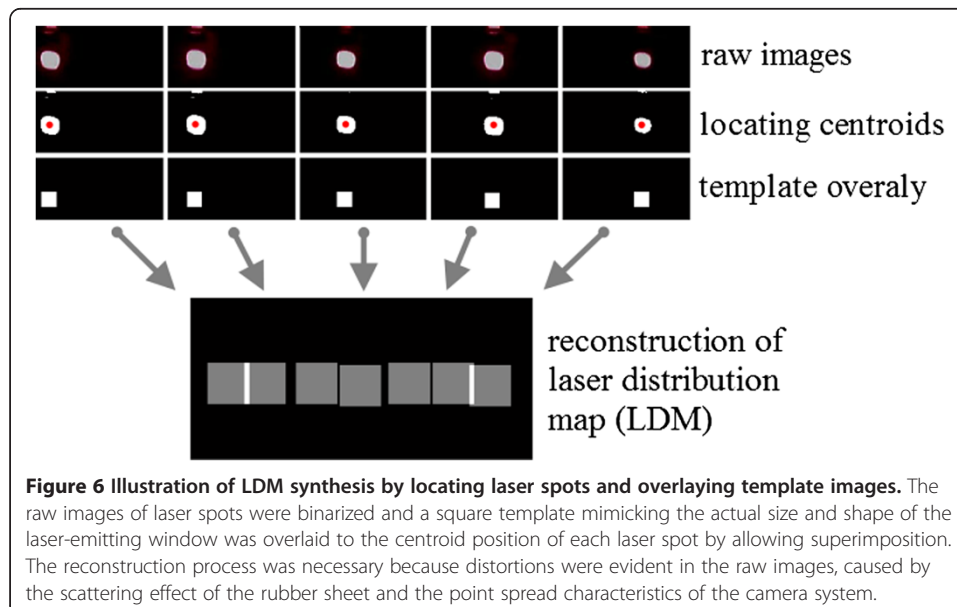 raw images
locating centroids
template overaly
reconstruction of
laser distribution
map (LDM)
Figure 6 Illustration of LDM synthesis by locating laser spots and overlaying template images. The
raw images of laser spots were binarized and a square template mimicking the actual size and shape of the
laser-emitting window was overlaid to the centroid position of each laser spot by allowing superimposition.
The reconstruction process was necessary because distortions were evident in the raw images, caused by
the scattering effect of the rubber sheet and the point spread characteristics of the camera system.